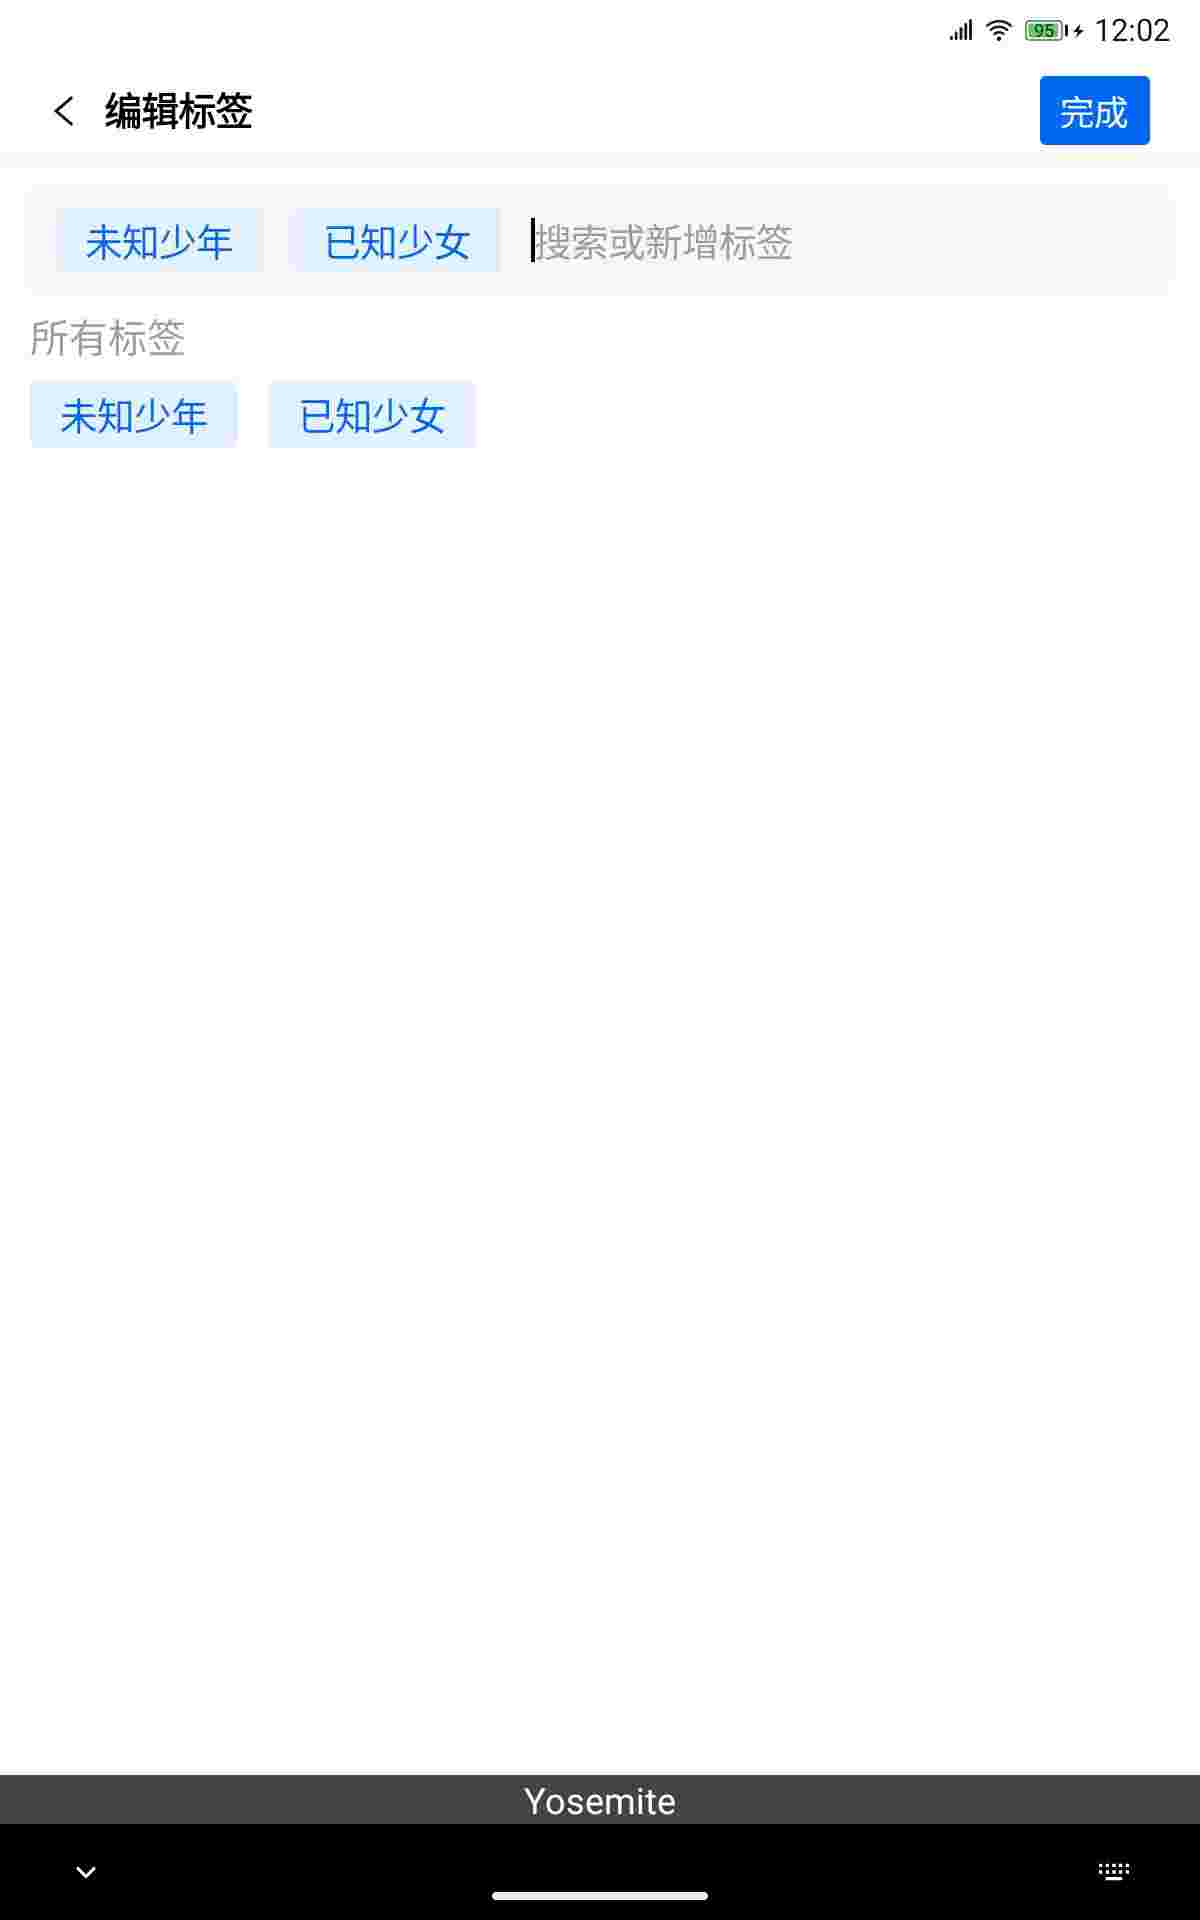 95 12:02
编辑标签 完成
未知少年 已知少女 搜索或新增标签
所有标签
未知少年 已知少女
Yosemite